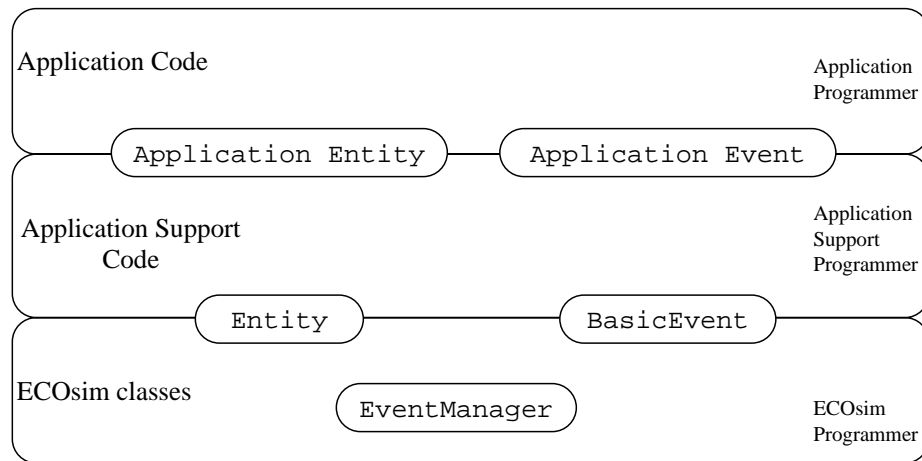 Application Code
Application
Programmer
Application Entity
Application Event
Application Support
Code
Application
Support
Programmer
Entity
BasicEvent
ECOsim classes
EventManager
ECOsim
Programmer